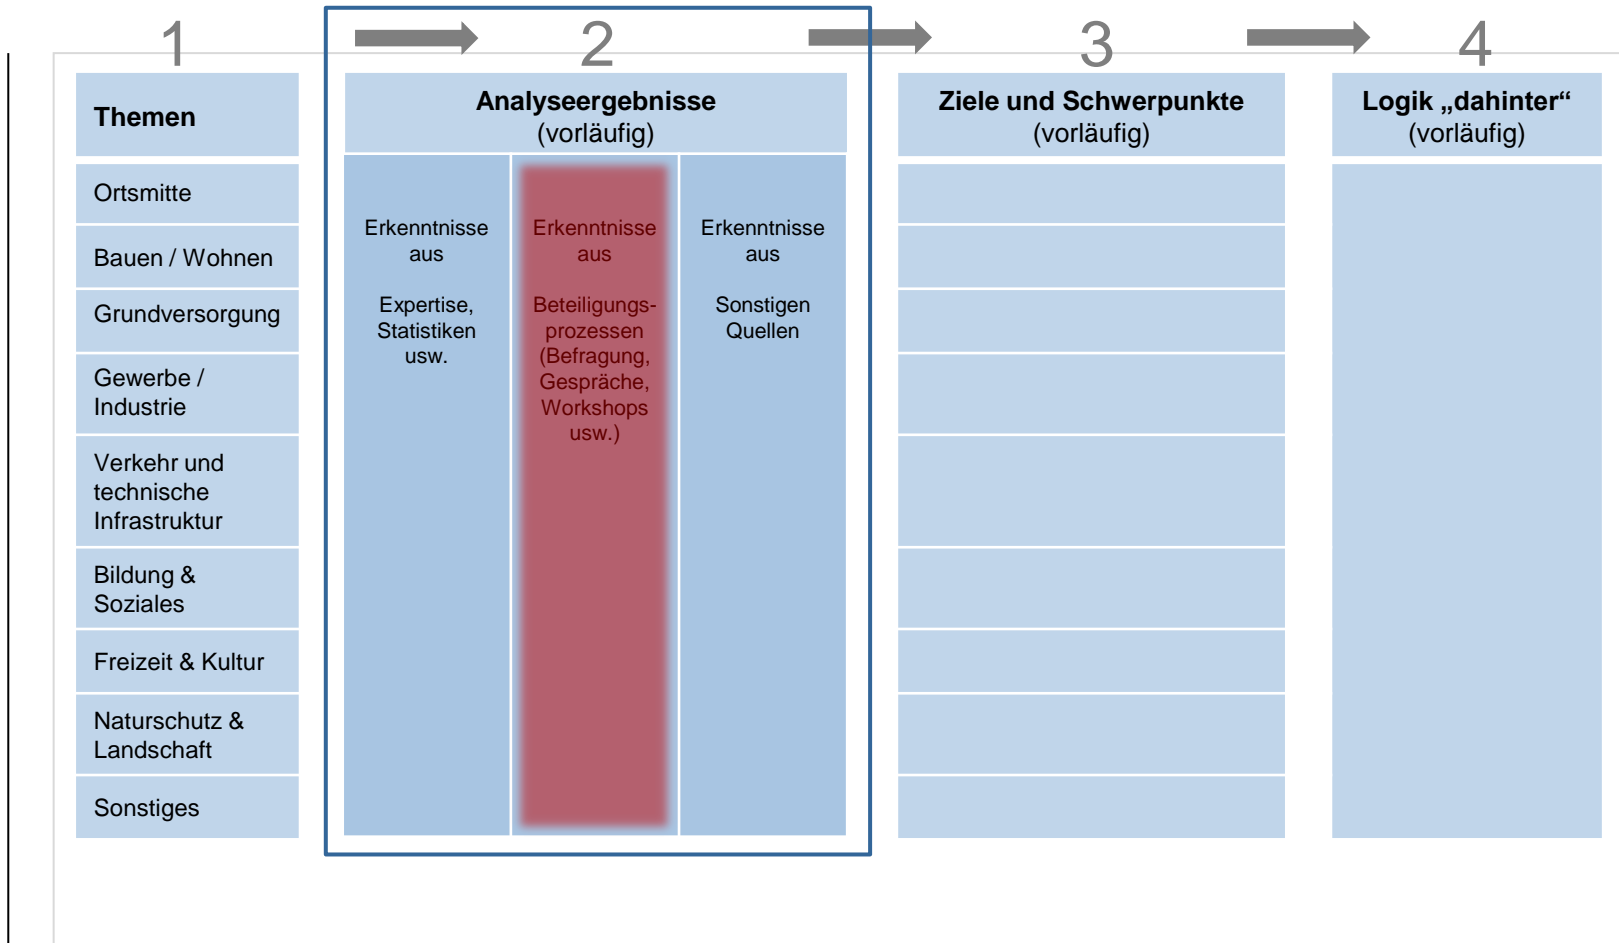 1
2
3
4
Themen
Analyseergebnisse
(vorläufig)
Ziele und Schwerpunkte
(vorläufig)
Logik „dahinter“
(vorläufig)
Ortsmitte
Bauen / Wohnen
Grundversorgung
Gewerbe /
Industrie
Verkehr und
technische
Infrastruktur
Bildung &
Soziales
Freizeit & Kultur
Naturschutz &
Landschaft
Sonstiges
Erkenntnisse
aus
Expertise,
Statistiken
usw.
Erkenntnisse
aus
Beteiligungs-
prozessen
(Befragung,
Gespräche,
Workshops
usw.)
Erkenntnisse
aus
Sonstigen
Quellen